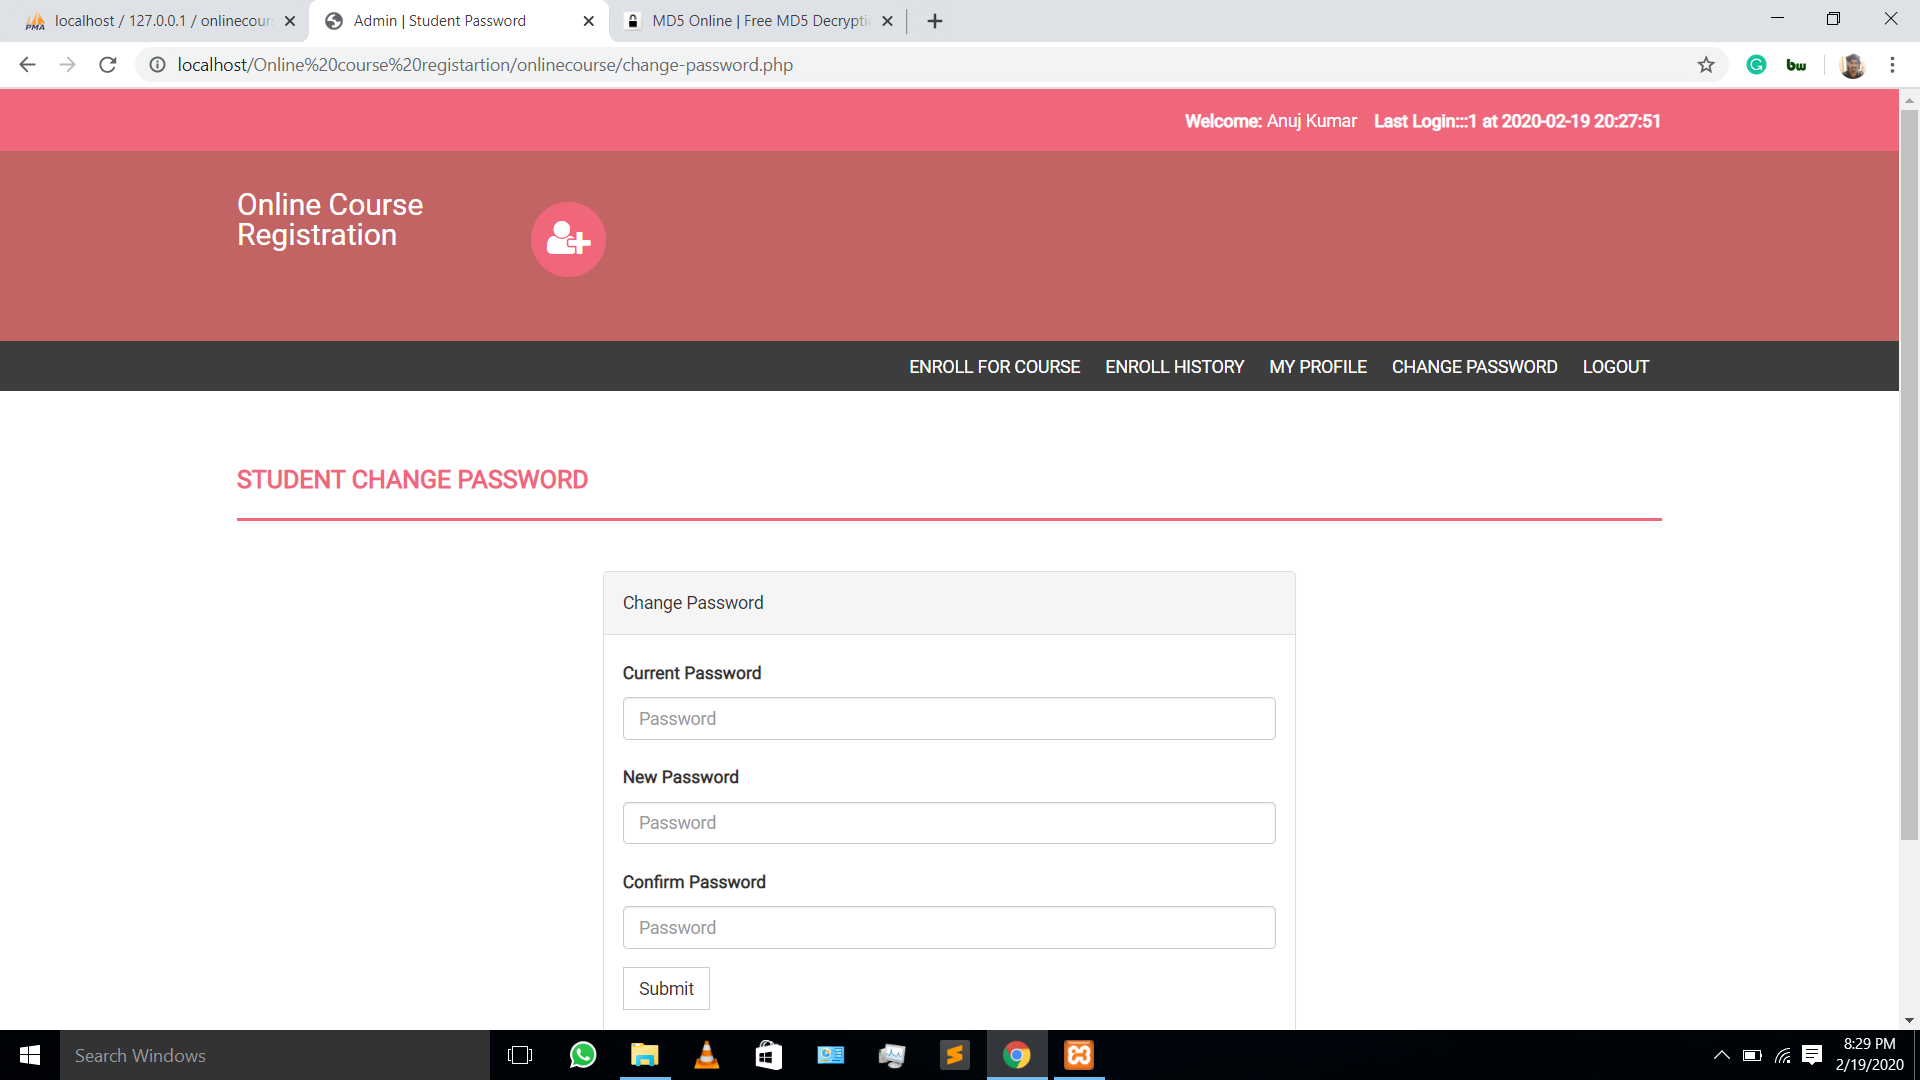 localhost / 127.0.0.1 / onlinecour
Admin | Student Password
MD5 Online | Free MD5 Decrypti
localhost/Online%20course%20registartion/onlinecourse/change-password.php
bw
Welcome: Anuj Kumar Last Login:::1 at 2020-02-19 20:27:51
Online Course
Registration
ENROLL FOR COURSE ENROLL HISTORY MY PROFILE CHANGE PASSWORD LOGOUT
STUDENT CHANGE PASSWORD
Change Password
Current Password
Password
New Password
Password
Confirm Password
Password
Submit
Search Windows
8:29 PM
2/19/2020